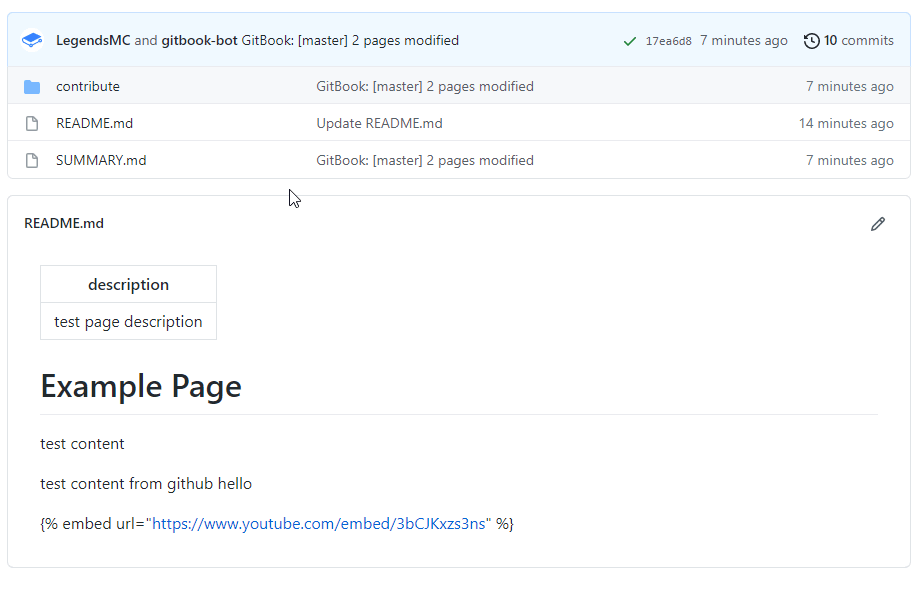 LegendsMC and gitbook-bot GitBook: [master] 2 pages modified 17ea6d8 7 minutes ago 10 commits
contribute GitBook: [master] 2 pages modified 7 minutes ago
README.md Update README.md 14 minutes ago
SUMMARY.md GitBook: [master] 2 pages modified 7 minutes ago
README.md
description
test page description
Example Page
test content
test content from github hello
{% embed url="https://www.youtube.com/embed/3bCJKxzs3ns" %}